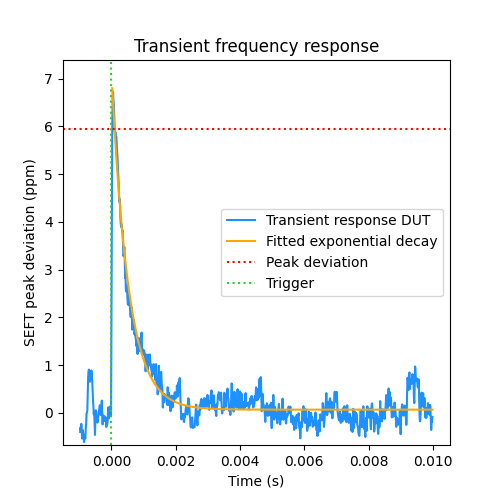 Transient frequency response
SEFT peak deviation (ppm)
7
6
5
4
3
2
1
0
Transient response DUT
Fitted exponential decay
Peak deviation
Trigger
0.000 0.002 0.004 0.006 0.008 0.010
Time (s)